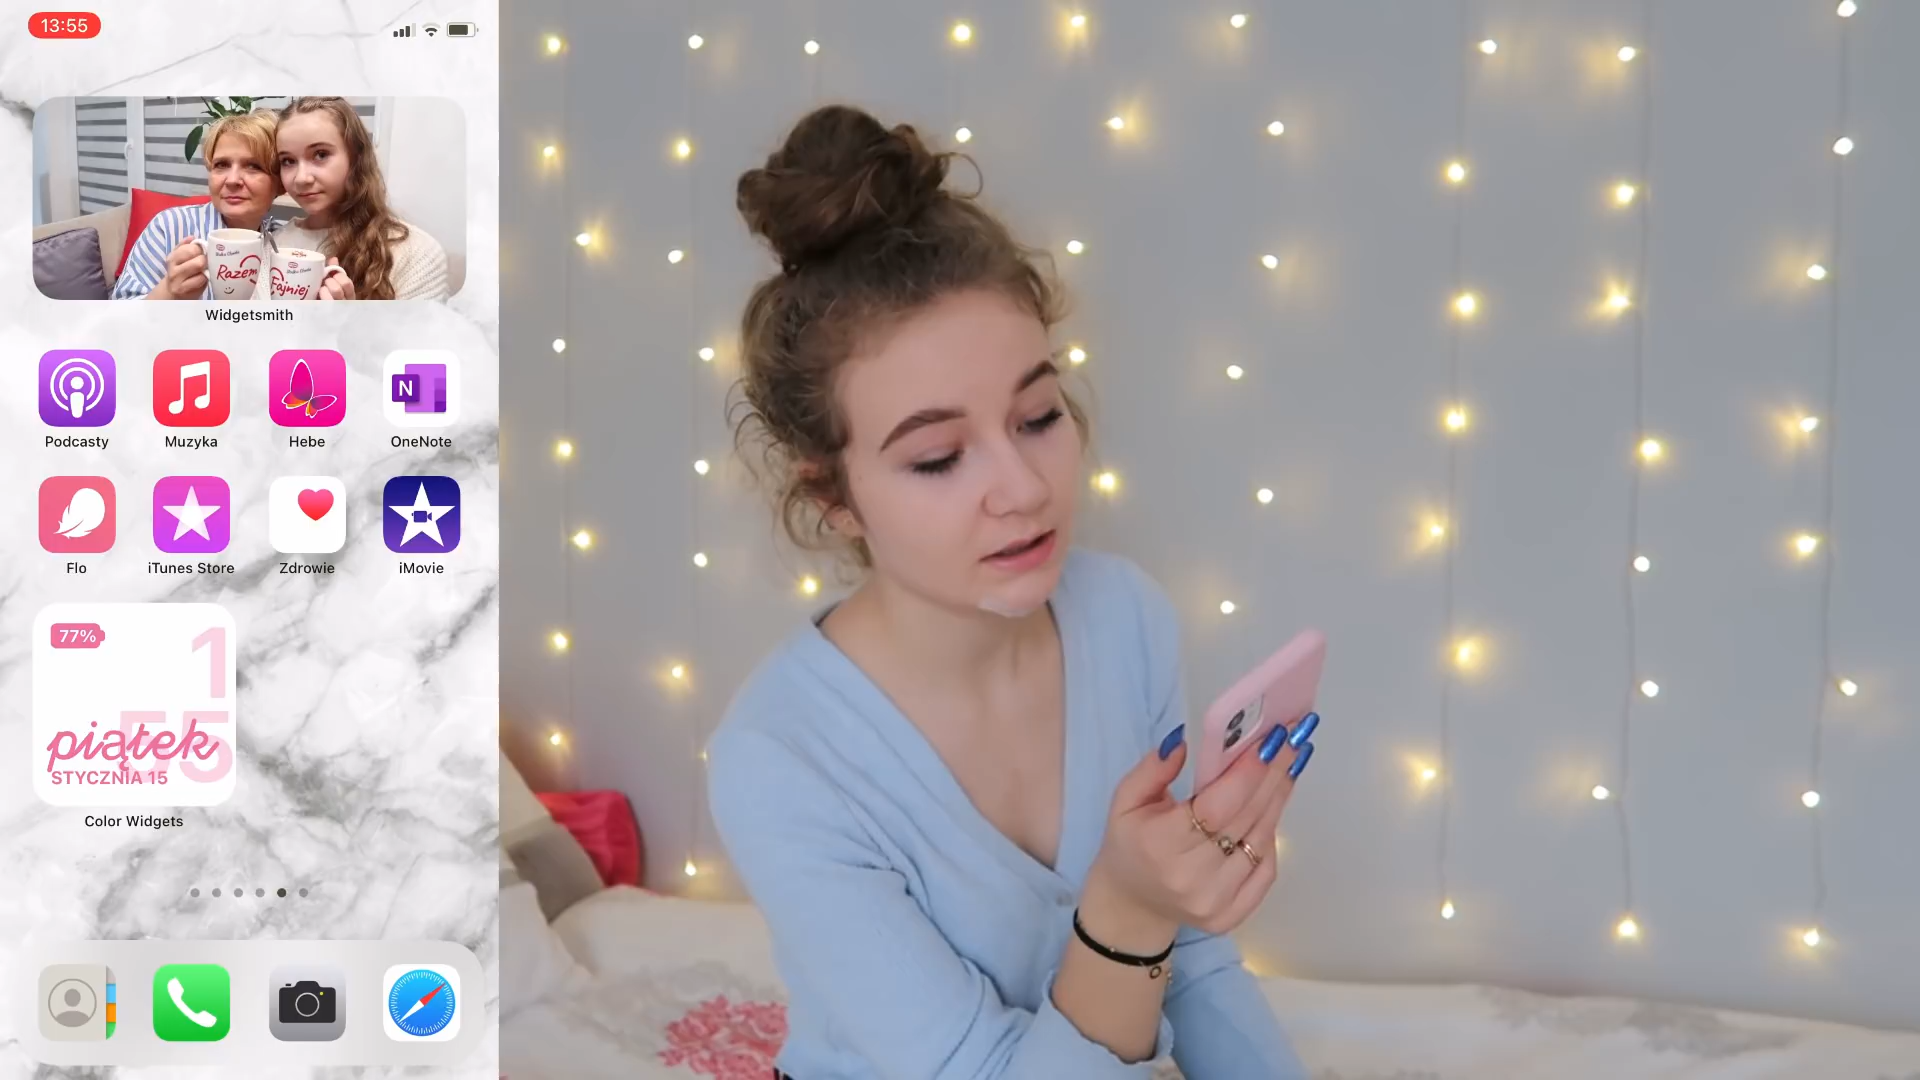 13:55
Razem
Fajniej
Widgetsmith
Podcasty
Muzyka
Hebe
N
OneNote
Flo
iTunes Store
Zdrowie
iMovie
77%
1
55
piątek
STYCZNIA 15
Color Widgets